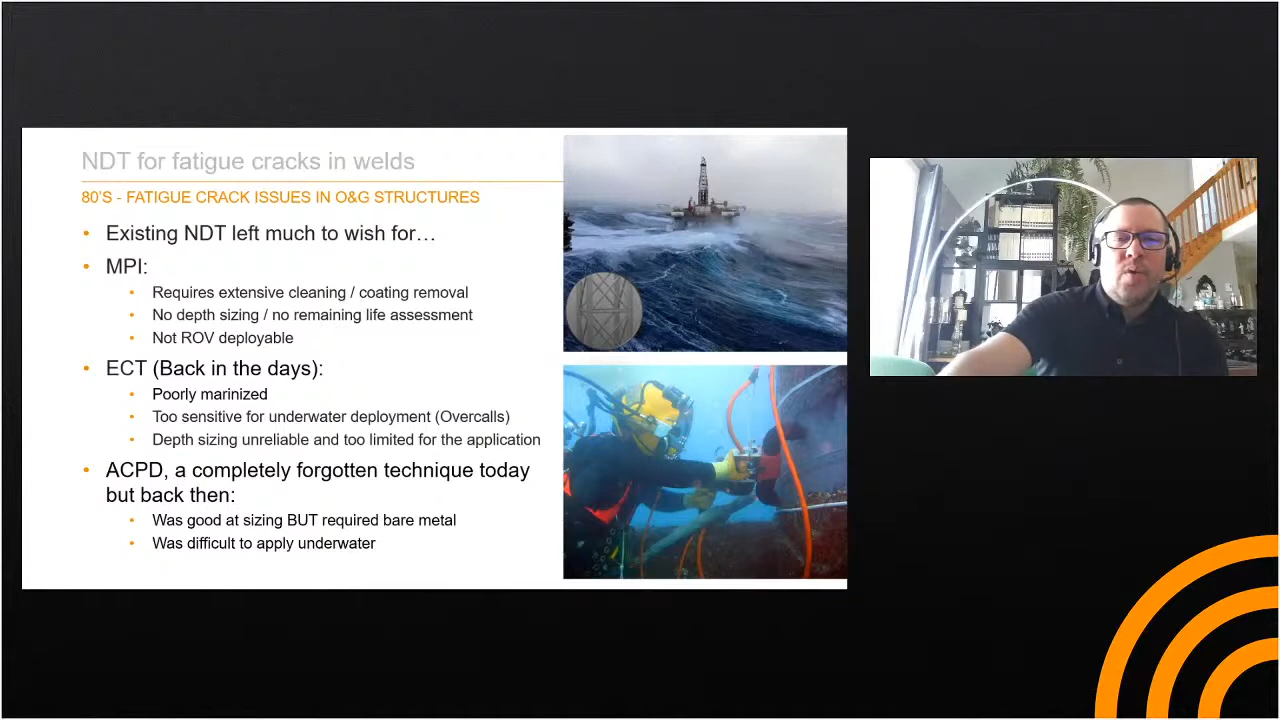 NDT for fatigue cracks in welds
80'S - FATIGUE CRACK ISSUES IN O&G STRUCTURES
• Existing NDT left much to wish for…
• MPI:
• Requires extensive cleaning / coating removal
• No depth sizing / no remaining life assessment
• Not ROV deployable
• ECT (Back in the days):
• Poorly marinized
• Too sensitive for underwater deployment (Overcalls)
• Depth sizing unreliable and too limited for the application
• ACPD, a completely forgotten technique today
but back then:
• Was good at sizing BUT required bare metal
• Was difficult to apply underwater